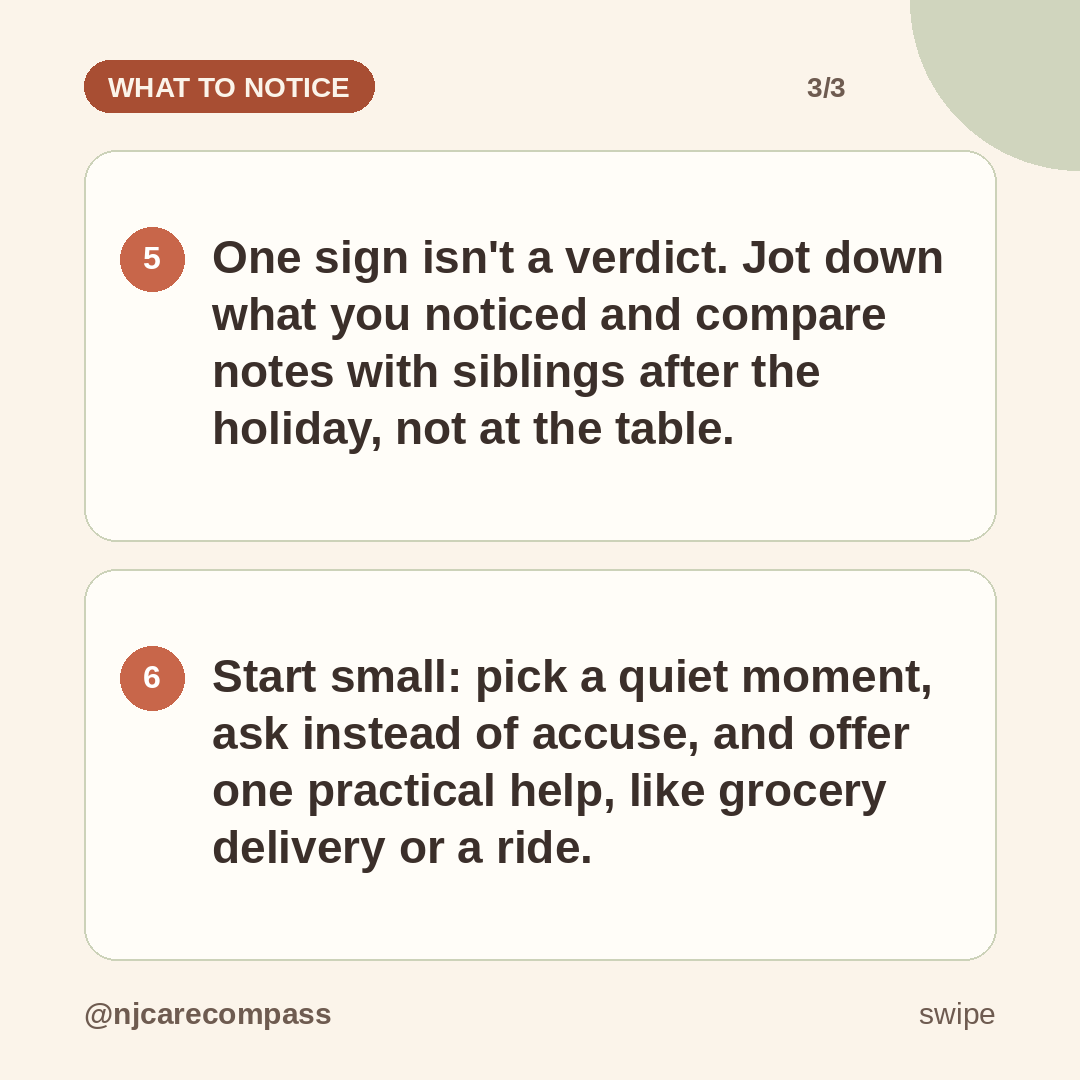 WHAT TO NOTICE
3/3
5
One sign isn't a verdict. Jot down
what you noticed and compare
notes with siblings after the
holiday, not at the table.
6
Start small: pick a quiet moment,
ask instead of accuse, and offer
one practical help, like grocery
delivery or a ride.
@njcarecompass
swipe